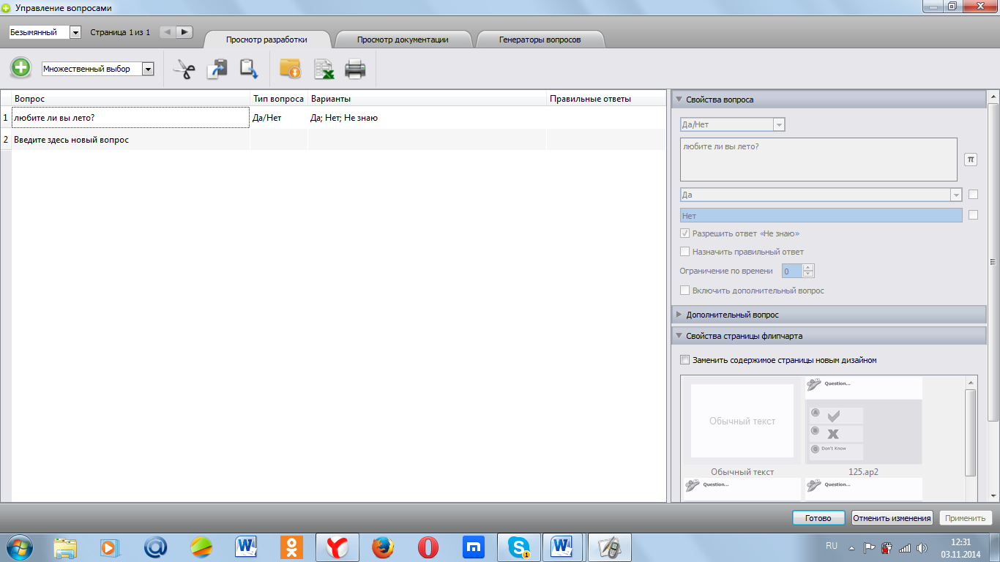 Управление вопросами
Безымянный Страница 1 из 1 Просмотр разработки Просмотр документации Генераторы вопросов
Множественный выбор
Вопрос Тип вопроса Варианты Правильные ответы
1 любите ли вы лето? Да/Нет Да; Нет; Не знаю
2 Введите здесь новый вопрос
Свойства вопроса
Да/Нет
любите ли вы лето?
π
Да
Нет
Разрешить ответ «Не знаю»
Назначить правильный ответ
Ограничение по времени 0
Включить дополнительный вопрос
Дополнительный вопрос
Свойства страницы флипчарта
Заменить содержимое страницы новым дизайном
Обычный текст
Question...
Don't Know
Обычный текст 125.ap2
Question... Question...
Готово Отменить изменения Применить
RU 12:31
03.11.2014